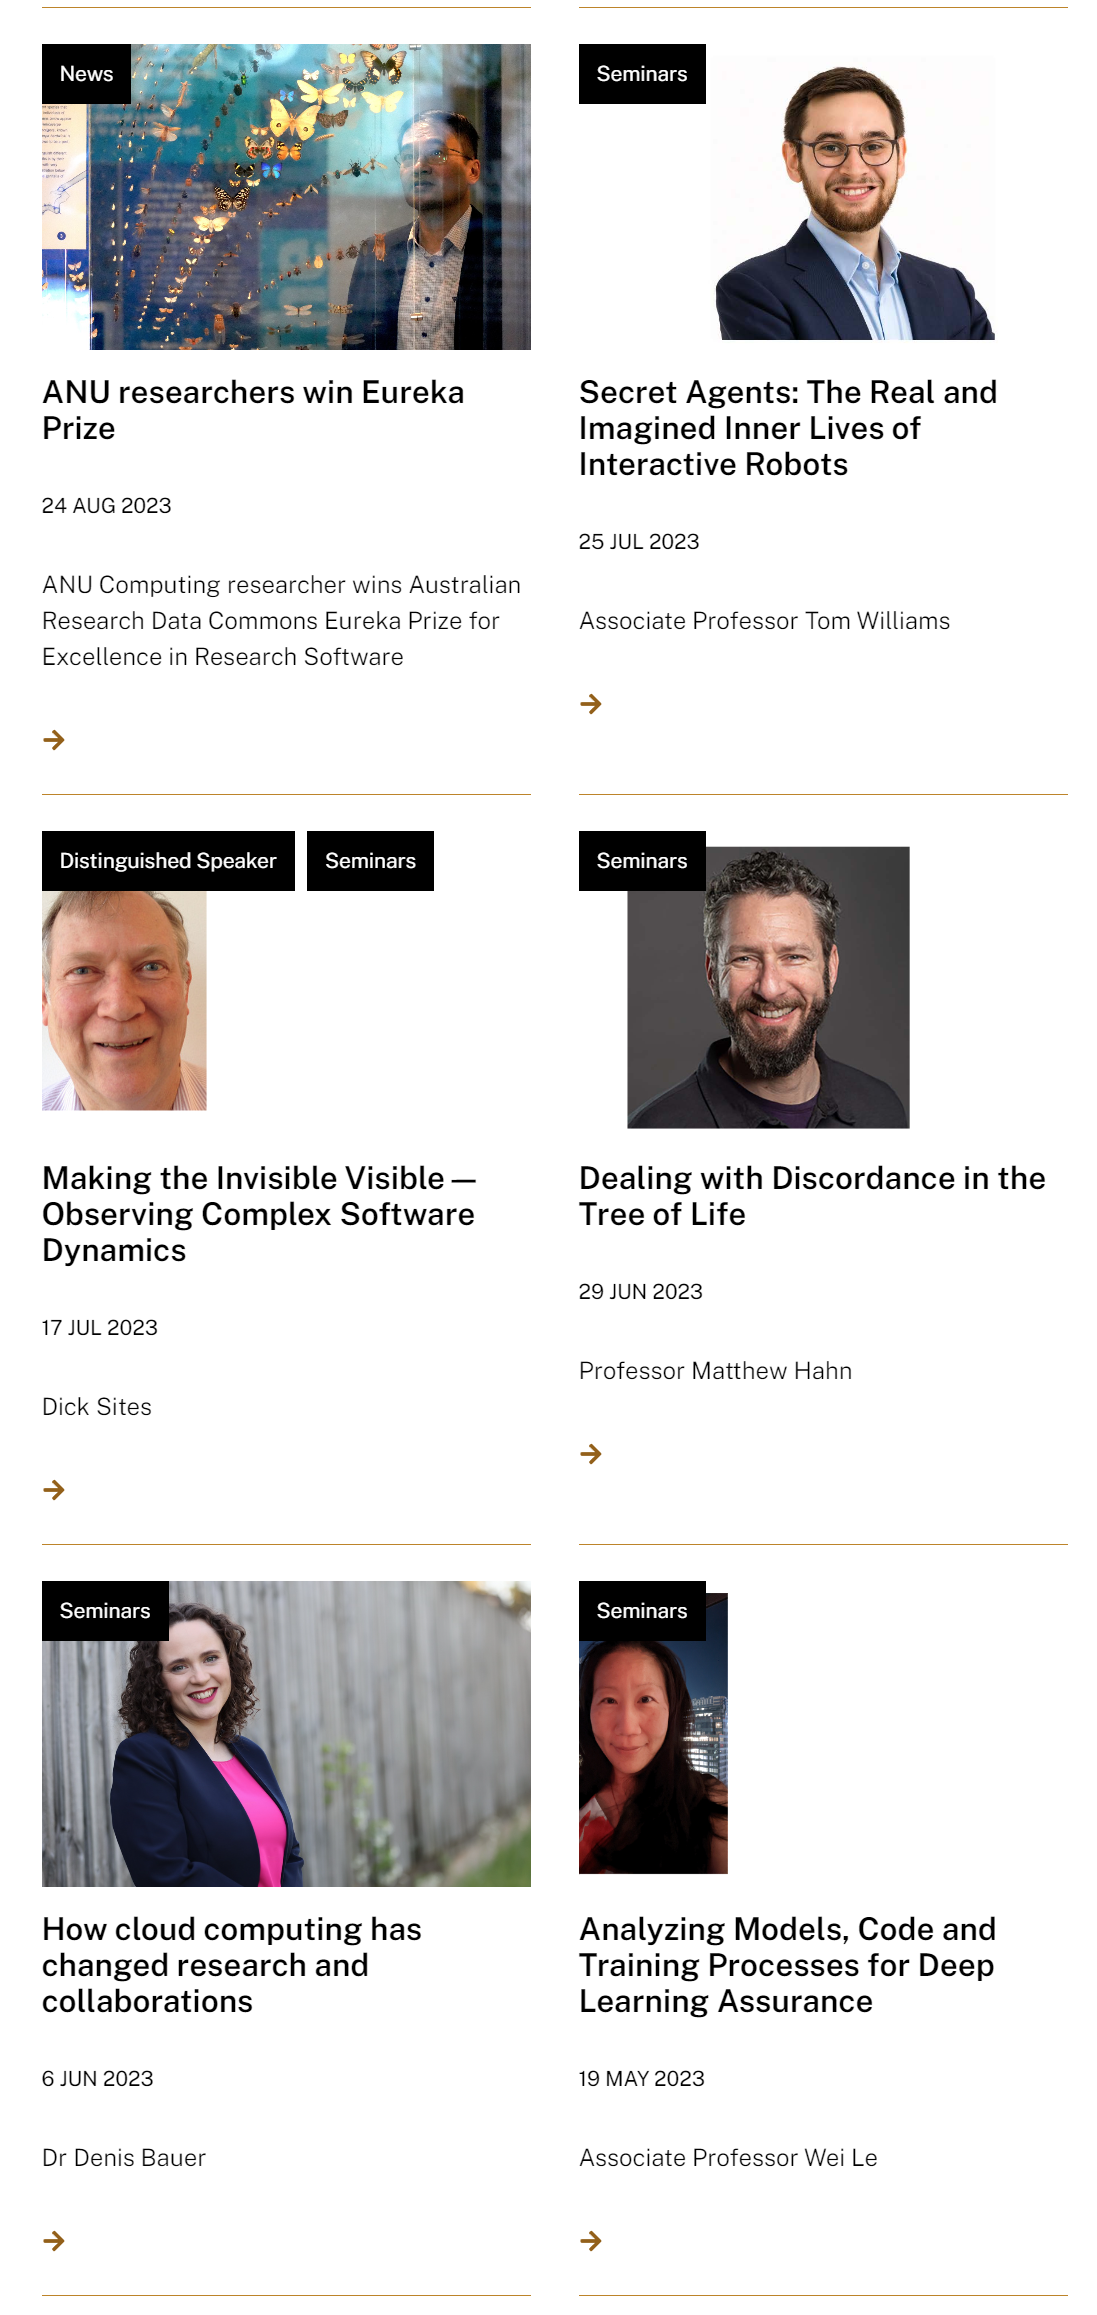 News
ANU researchers win Eureka
Prize
24 AUG 2023
ANU Computing researcher wins Australian
Research Data Commons Eureka Prize for
Excellence in Research Software
Seminars
Secret Agents: The Real and
Imagined Inner Lives of
Interactive Robots
25 JUL 2023
Associate Professor Tom Williams
Distinguished Speaker
Seminars
Making the Invisible Visible —
Observing Complex Software
Dynamics
17 JUL 2023
Dick Sites
Seminars
Dealing with Discordance in the
Tree of Life
29 JUN 2023
Professor Matthew Hahn
Seminars
How cloud computing has
changed research and
collaborations
6 JUN 2023
Dr Denis Bauer
Seminars
Analyzing Models, Code and
Training Processes for Deep
Learning Assurance
19 MAY 2023
Associate Professor Wei Le